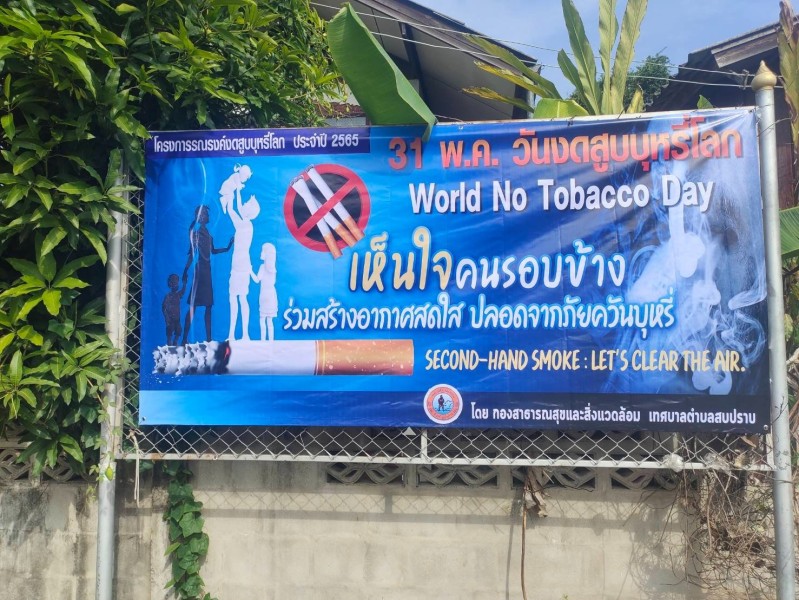 โครงการรณรงค์งดสูบบุหรี่โลก ประจำปี 2565
31 พ.ค. วันงดสูบบุหรี่โลก
World No Tobacco Day
เห็นใจคนรอบข้าง
ร่วมสร้างอากาศสดใส ปลอดจากภัยควันบุหรี่
SECOND-HAND SMOKE : LET'S CLEAR THE AIR.
โดย กองสาธารณสุขและสิ่งแวดล้อม เทศบาลตำบลสบปราบ